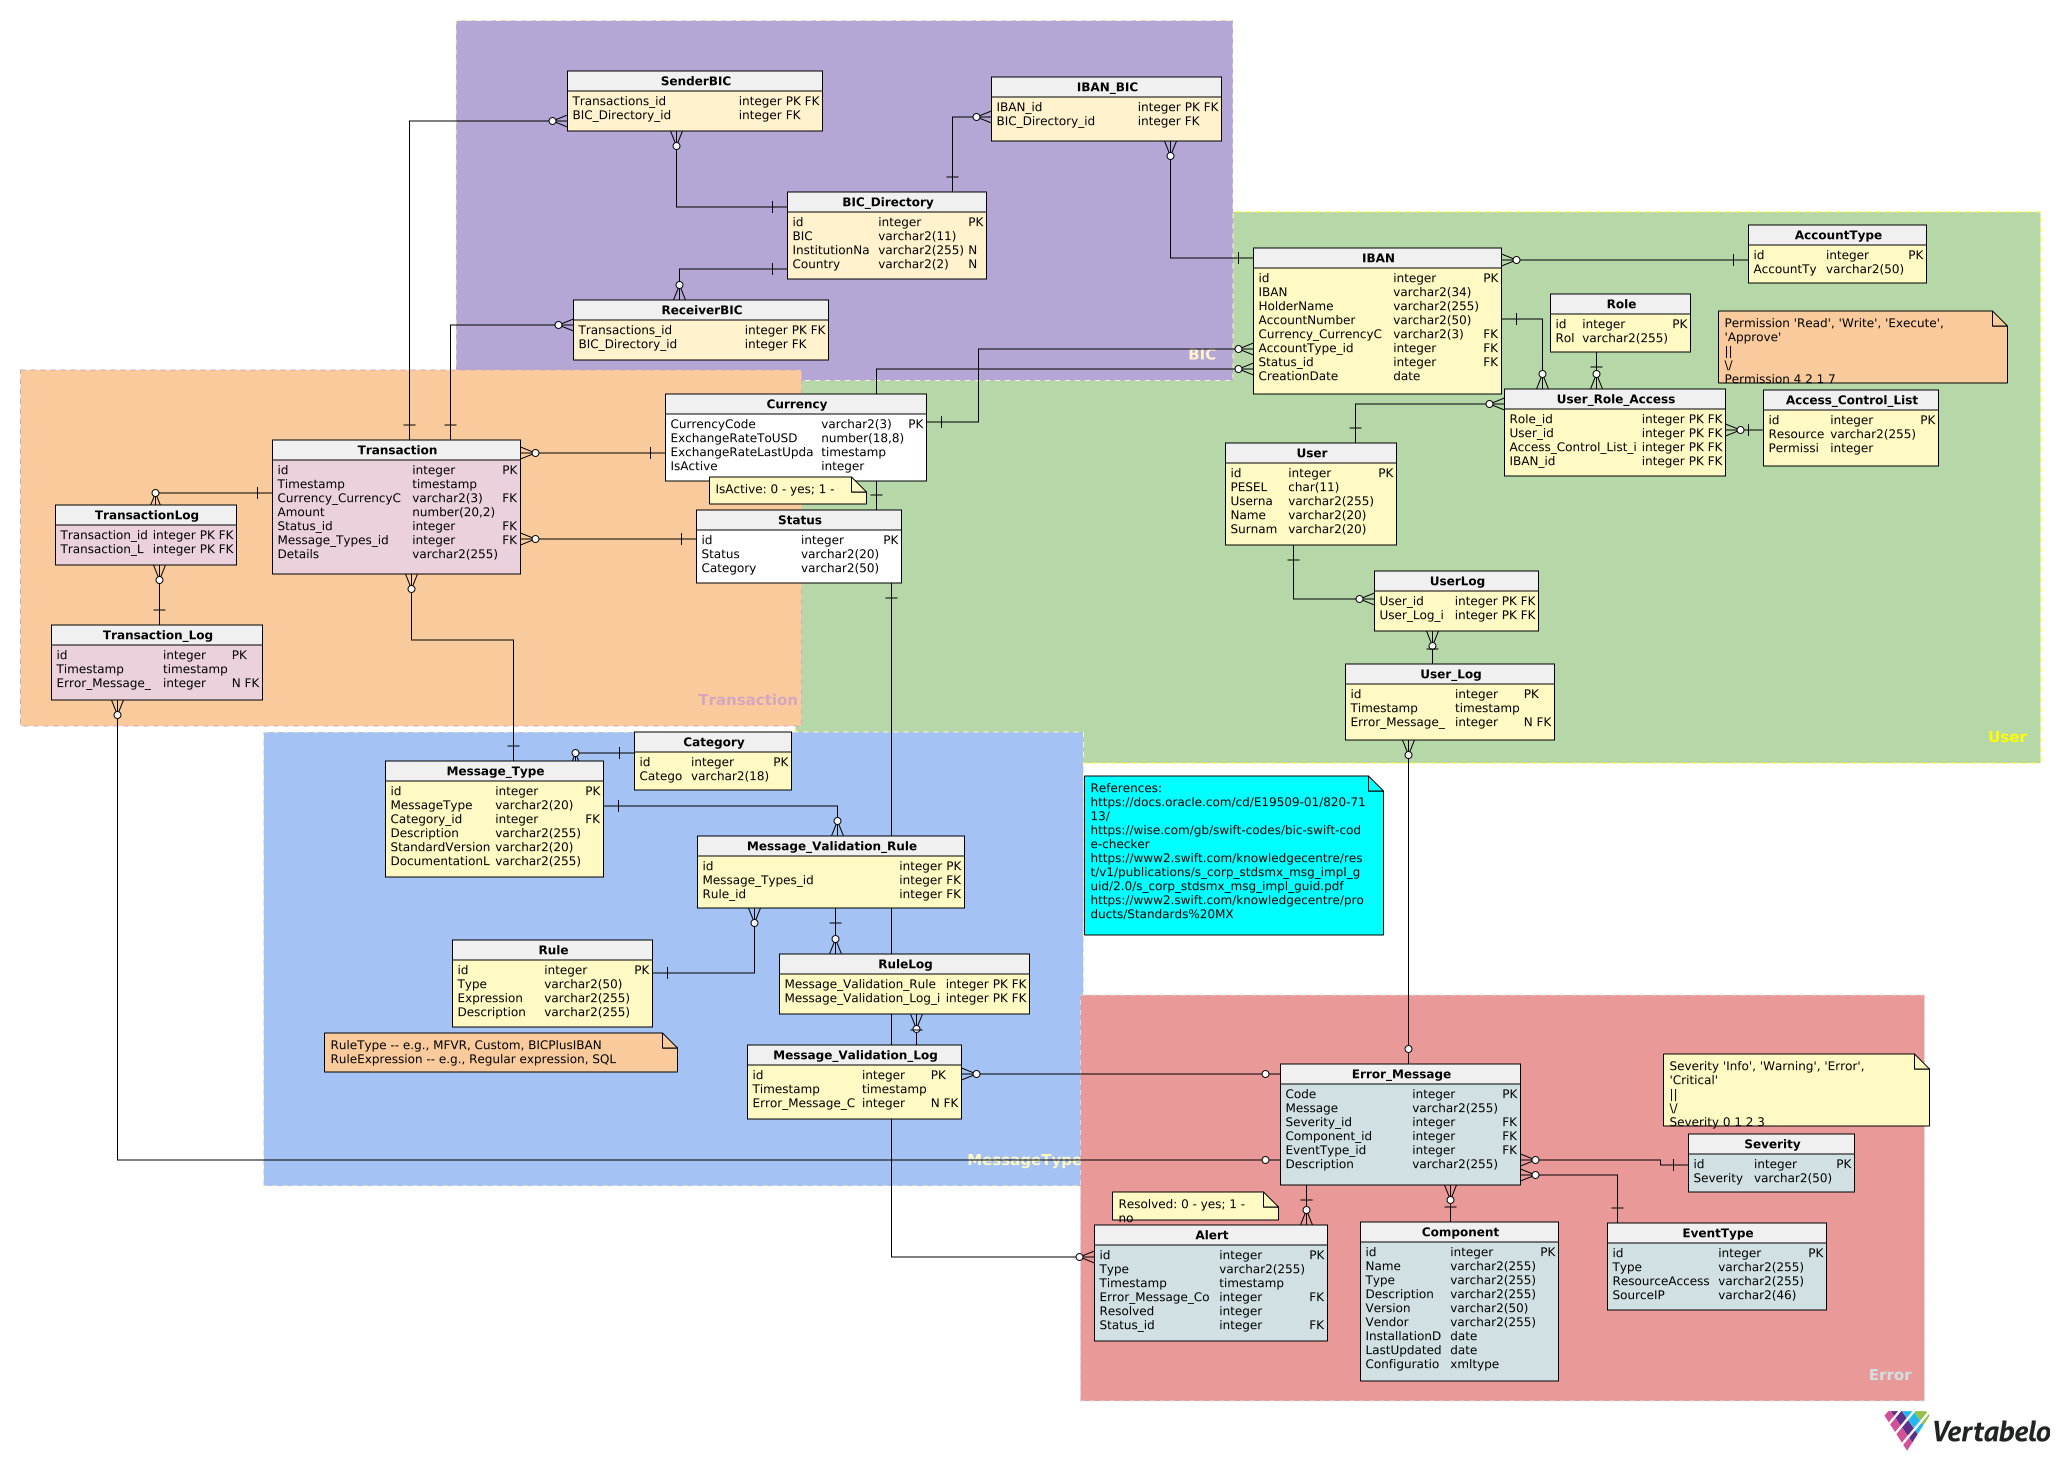 SenderBIC
Transactions_id integer PK FK
BIC_Directory_id integer FK
IBAN_BIC
IBAN_id integer PK FK
BIC_Directory_id integer FK
BIC_Directory
id integer PK
BIC varchar2(11)
InstitutionNa varchar2(255) N
Country varchar2(2) N
ReceiverBIC
Transactions_id integer PK FK
BIC_Directory_id integer FK
BIC
IBAN
id integer PK
IBAN varchar2(34)
HolderName varchar2(255)
AccountNumber varchar2(50)
Currency_CurrencyC varchar2(3) FK
AccountType_id integer FK
Status_id integer FK
CreationDate date
AccountType
id integer PK
AccountTy varchar2(50)
Role
id integer PK
Rol varchar2(255)
Permission 'Read', 'Write', 'Execute',
'Approve'
||
\/
Permission 4 2 1 7
User_Role_Access
Role_id integer PK FK
User_id integer PK FK
Access_Control_List_i integer PK FK
IBAN_id integer PK FK
Access_Control_List
id integer PK
Resource varchar2(255)
Permissi integer
User
id integer PK
PESEL char(11)
Userna varchar2(255)
Name varchar2(20)
Surnam varchar2(20)
UserLog
User_id integer PK FK
User_Log_i integer PK FK
User_Log
id integer PK
Timestamp timestamp
Error_Message_ integer N FK
User
Currency
CurrencyCode varchar2(3) PK
ExchangeRateToUSD number(18,8)
ExchangeRateLastUpda timestamp
IsActive integer
IsActive: 0 - yes; 1 -
Status
id integer PK
Status varchar2(20)
Category varchar2(50)
Transaction
id integer PK
Timestamp timestamp
Currency_CurrencyC varchar2(3) FK
Amount number(20,2)
Status_id integer FK
Message_Types_id integer FK
Details varchar2(255)
TransactionLog
Transaction_id integer PK FK
Transaction_L integer PK FK
Transaction_Log
id integer PK
Timestamp timestamp
Error_Message_ integer N FK
Transaction
Category
id integer PK
Catego varchar2(18)
Message_Type
id integer PK
MessageType varchar2(20)
Category_id integer FK
Description varchar2(255)
StandardVersion varchar2(20)
DocumentationL varchar2(255)
Message_Validation_Rule
id integer PK
Message_Types_id integer FK
Rule_id integer FK
Rule
id integer PK
Type varchar2(50)
Expression varchar2(255)
Description varchar2(255)
RuleType -- e.g., MFVR, Custom, BICPlusIBAN
RuleExpression -- e.g., Regular expression, SQL
RuleLog
Message_Validation_Rule integer PK FK
Message_Validation_Log_i integer PK FK
Message_Validation_Log
id integer PK
Timestamp timestamp
Error_Message_C integer N FK
MessageType
References:
https://docs.oracle.com/cd/E19509-01/820-71
13/
https://wise.com/gb/swift-codes/bic-swift-cod
e-checker
https://www2.swift.com/knowledgecentre/res
t/v1/publications/s_corp_stdsmx_msg_impl_g
uid/2.0/s_corp_stdsmx_msg_impl_guid.pdf
https://www2.swift.com/knowledgecentre/pro
ducts/Standards%20MX
Error_Message
Code integer PK
Message varchar2(255)
Severity_id integer FK
Component_id integer FK
EventType_id integer FK
Description varchar2(255)
Severity 'Info', 'Warning', 'Error',
'Critical'
||
\/
Severity 0 1 2 3
Severity
id integer PK
Severity varchar2(50)
Resolved: 0 - yes; 1 -
no
Alert
id integer PK
Type varchar2(255)
Timestamp timestamp
Error_Message_Co integer FK
Resolved integer
Status_id integer FK
Component
id integer PK
Name varchar2(255)
Type varchar2(255)
Description varchar2(255)
Version varchar2(50)
Vendor varchar2(255)
InstallationD date
LastUpdated date
Configuratio xmltype
EventType
id integer PK
Type varchar2(255)
ResourceAccess varchar2(255)
SourceIP varchar2(46)
Error
Vertabelo